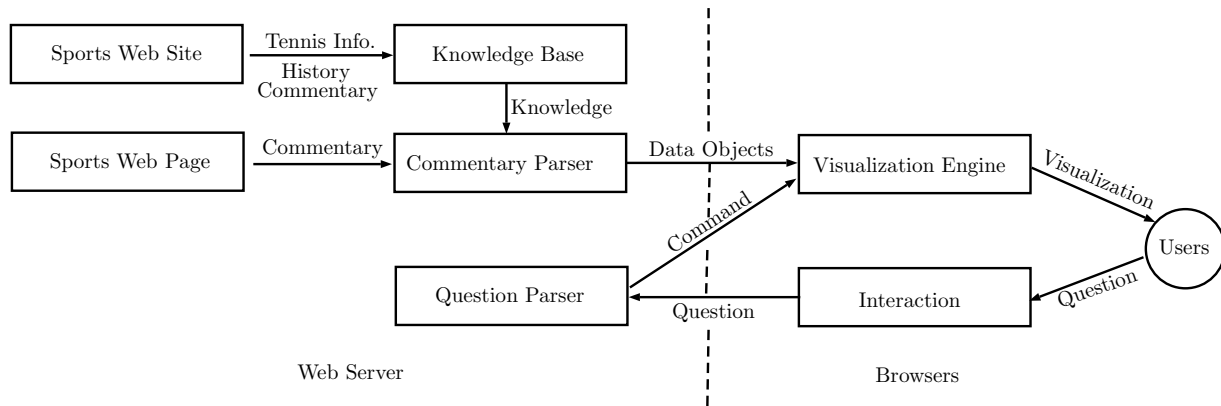 Sports Web Site
Tennis Info.
History
Commentary
Knowledge Base
Knowledge
Sports Web Page
Commentary
Commentary Parser
Data Objects
Visualization Engine
Visualization
Users
Command
Question Parser
Question
Interaction
Question
Web Server
Browsers